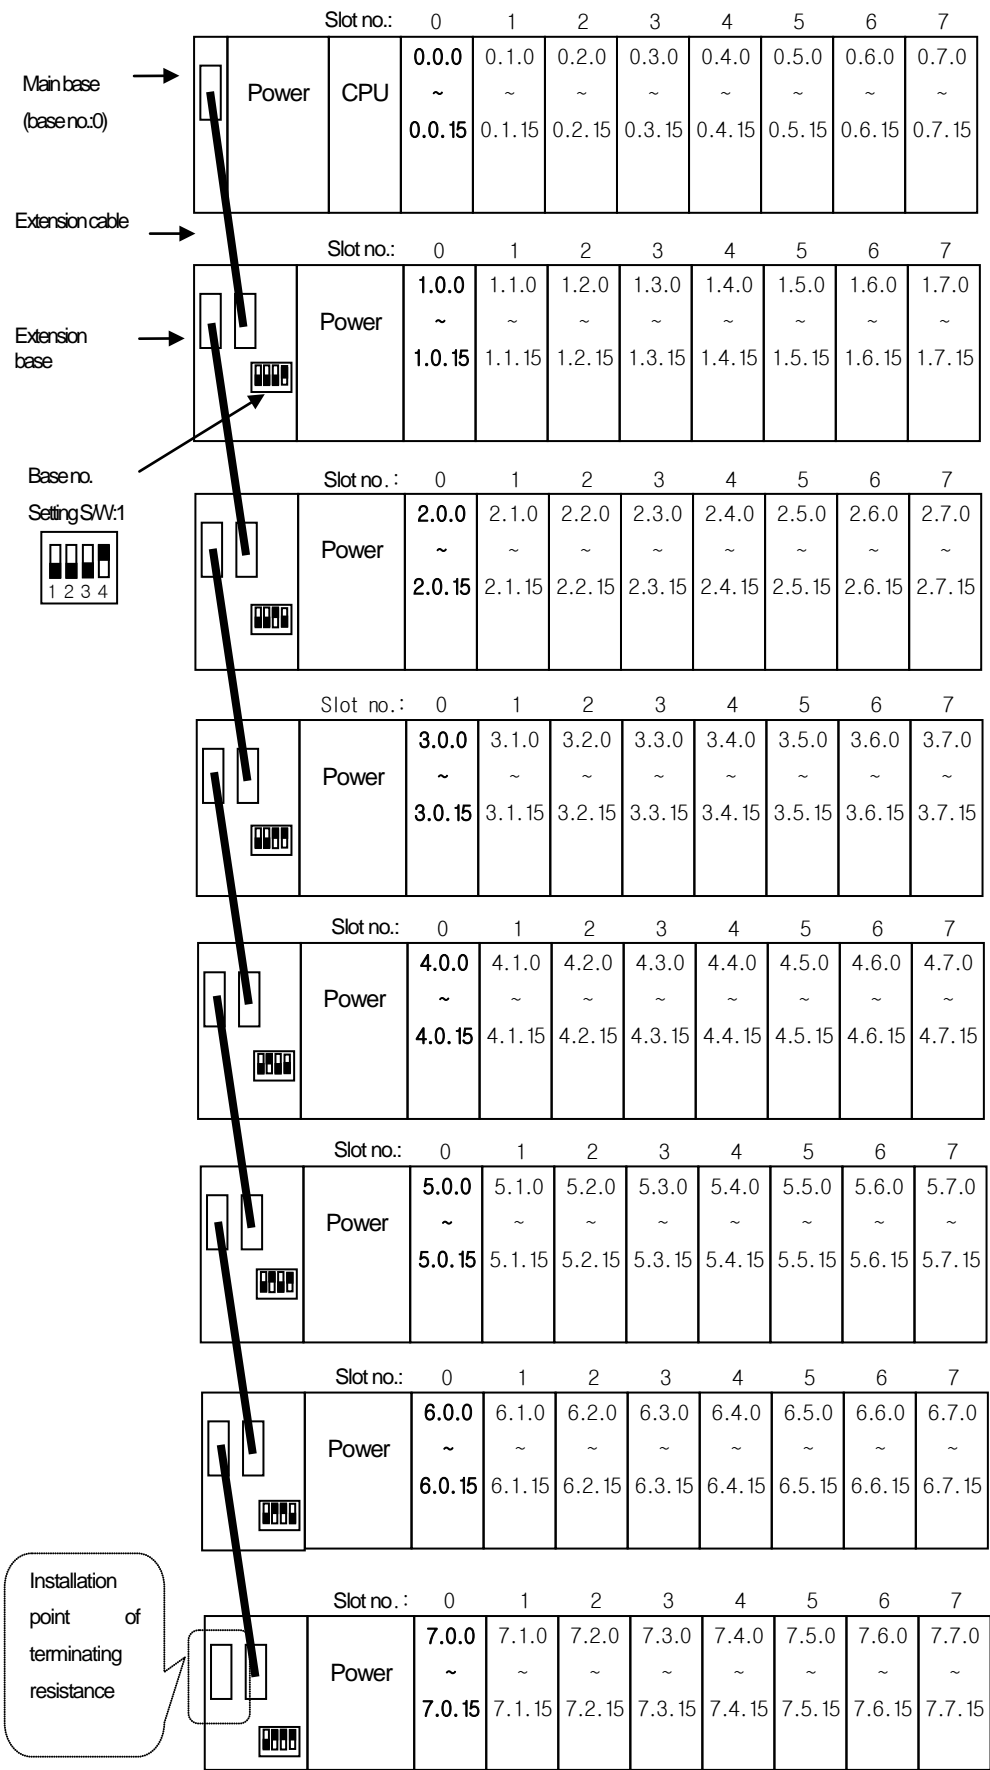 Slot no.: 0 1 2 3 4 5 6 7
Main base
(base no.:0)
Power CPU
0.0.0 0.1.0 0.2.0 0.3.0 0.4.0 0.5.0 0.6.0 0.7.0
~ ~ ~ ~ ~ ~ ~ ~
0.0.15 0.1.15 0.2.15 0.3.15 0.4.15 0.5.15 0.6.15 0.7.15
Extension cable
Slot no.: 0 1 2 3 4 5 6 7
Extension
base
Power
1.0.0 1.1.0 1.2.0 1.3.0 1.4.0 1.5.0 1.6.0 1.7.0
~ ~ ~ ~ ~ ~ ~ ~
1.0.15 1.1.15 1.2.15 1.3.15 1.4.15 1.5.15 1.6.15 1.7.15
Base no.
Setting S/W:1
1 2 3 4
Slot no.: 0 1 2 3 4 5 6 7
Power
2.0.0 2.1.0 2.2.0 2.3.0 2.4.0 2.5.0 2.6.0 2.7.0
~ ~ ~ ~ ~ ~ ~ ~
2.0.15 2.1.15 2.2.15 2.3.15 2.4.15 2.5.15 2.6.15 2.7.15
Slot no.: 0 1 2 3 4 5 6 7
Power
3.0.0 3.1.0 3.2.0 3.3.0 3.4.0 3.5.0 3.6.0 3.7.0
~ ~ ~ ~ ~ ~ ~ ~
3.0.15 3.1.15 3.2.15 3.3.15 3.4.15 3.5.15 3.6.15 3.7.15
Slot no.: 0 1 2 3 4 5 6 7
Power
4.0.0 4.1.0 4.2.0 4.3.0 4.4.0 4.5.0 4.6.0 4.7.0
~ ~ ~ ~ ~ ~ ~ ~
4.0.15 4.1.15 4.2.15 4.3.15 4.4.15 4.5.15 4.6.15 4.7.15
Slot no.: 0 1 2 3 4 5 6 7
Power
5.0.0 5.1.0 5.2.0 5.3.0 5.4.0 5.5.0 5.6.0 5.7.0
~ ~ ~ ~ ~ ~ ~ ~
5.0.15 5.1.15 5.2.15 5.3.15 5.4.15 5.5.15 5.6.15 5.7.15
Slot no.: 0 1 2 3 4 5 6 7
Power
6.0.0 6.1.0 6.2.0 6.3.0 6.4.0 6.5.0 6.6.0 6.7.0
~ ~ ~ ~ ~ ~ ~ ~
6.0.15 6.1.15 6.2.15 6.3.15 6.4.15 6.5.15 6.6.15 6.7.15
Installation
point of
terminating
resistance
Slot no.: 0 1 2 3 4 5 6 7
Power
7.0.0 7.1.0 7.2.0 7.3.0 7.4.0 7.5.0 7.6.0 7.7.0
~ ~ ~ ~ ~ ~ ~ ~
7.0.15 7.1.15 7.2.15 7.3.15 7.4.15 7.5.15 7.6.15 7.7.15